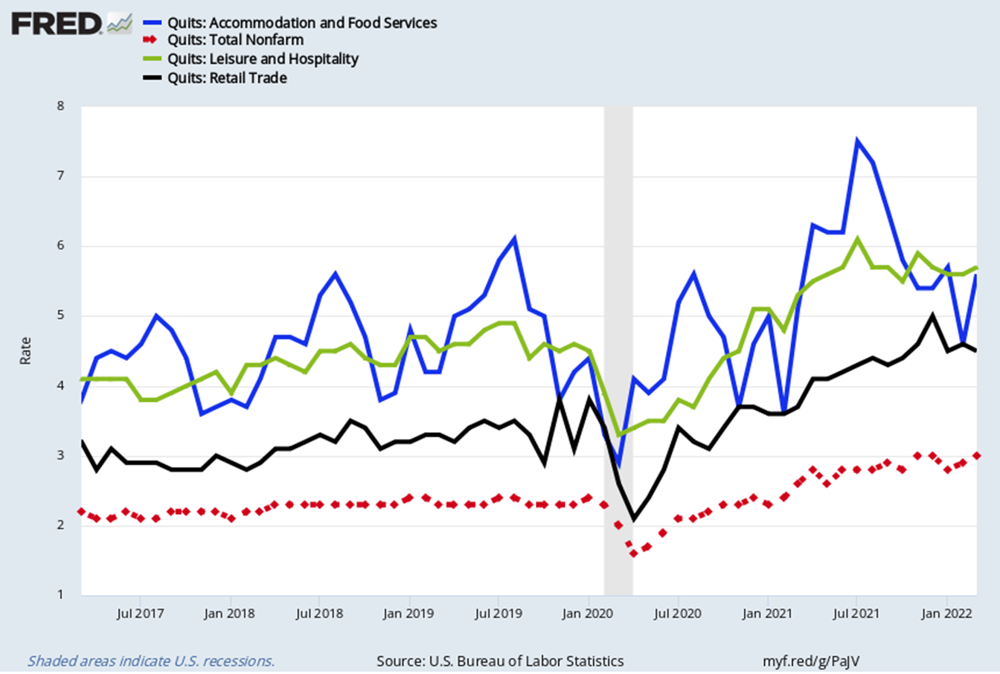 FRED
Quits: Accommodation and Food Services
Quits: Total Nonfarm
Quits: Leisure and Hospitality
Quits: Retail Trade
8
7
6
5
4
3
2
1
Rate
Jul 2017 Jan 2018 Jul 2018 Jan 2019 Jul 2019 Jan 2020 Jul 2020 Jan 2021 Jul 2021 Jan 2022
Shaded areas indicate U.S. recessions. Source: U.S. Bureau of Labor Statistics myf.red/g/PaJV